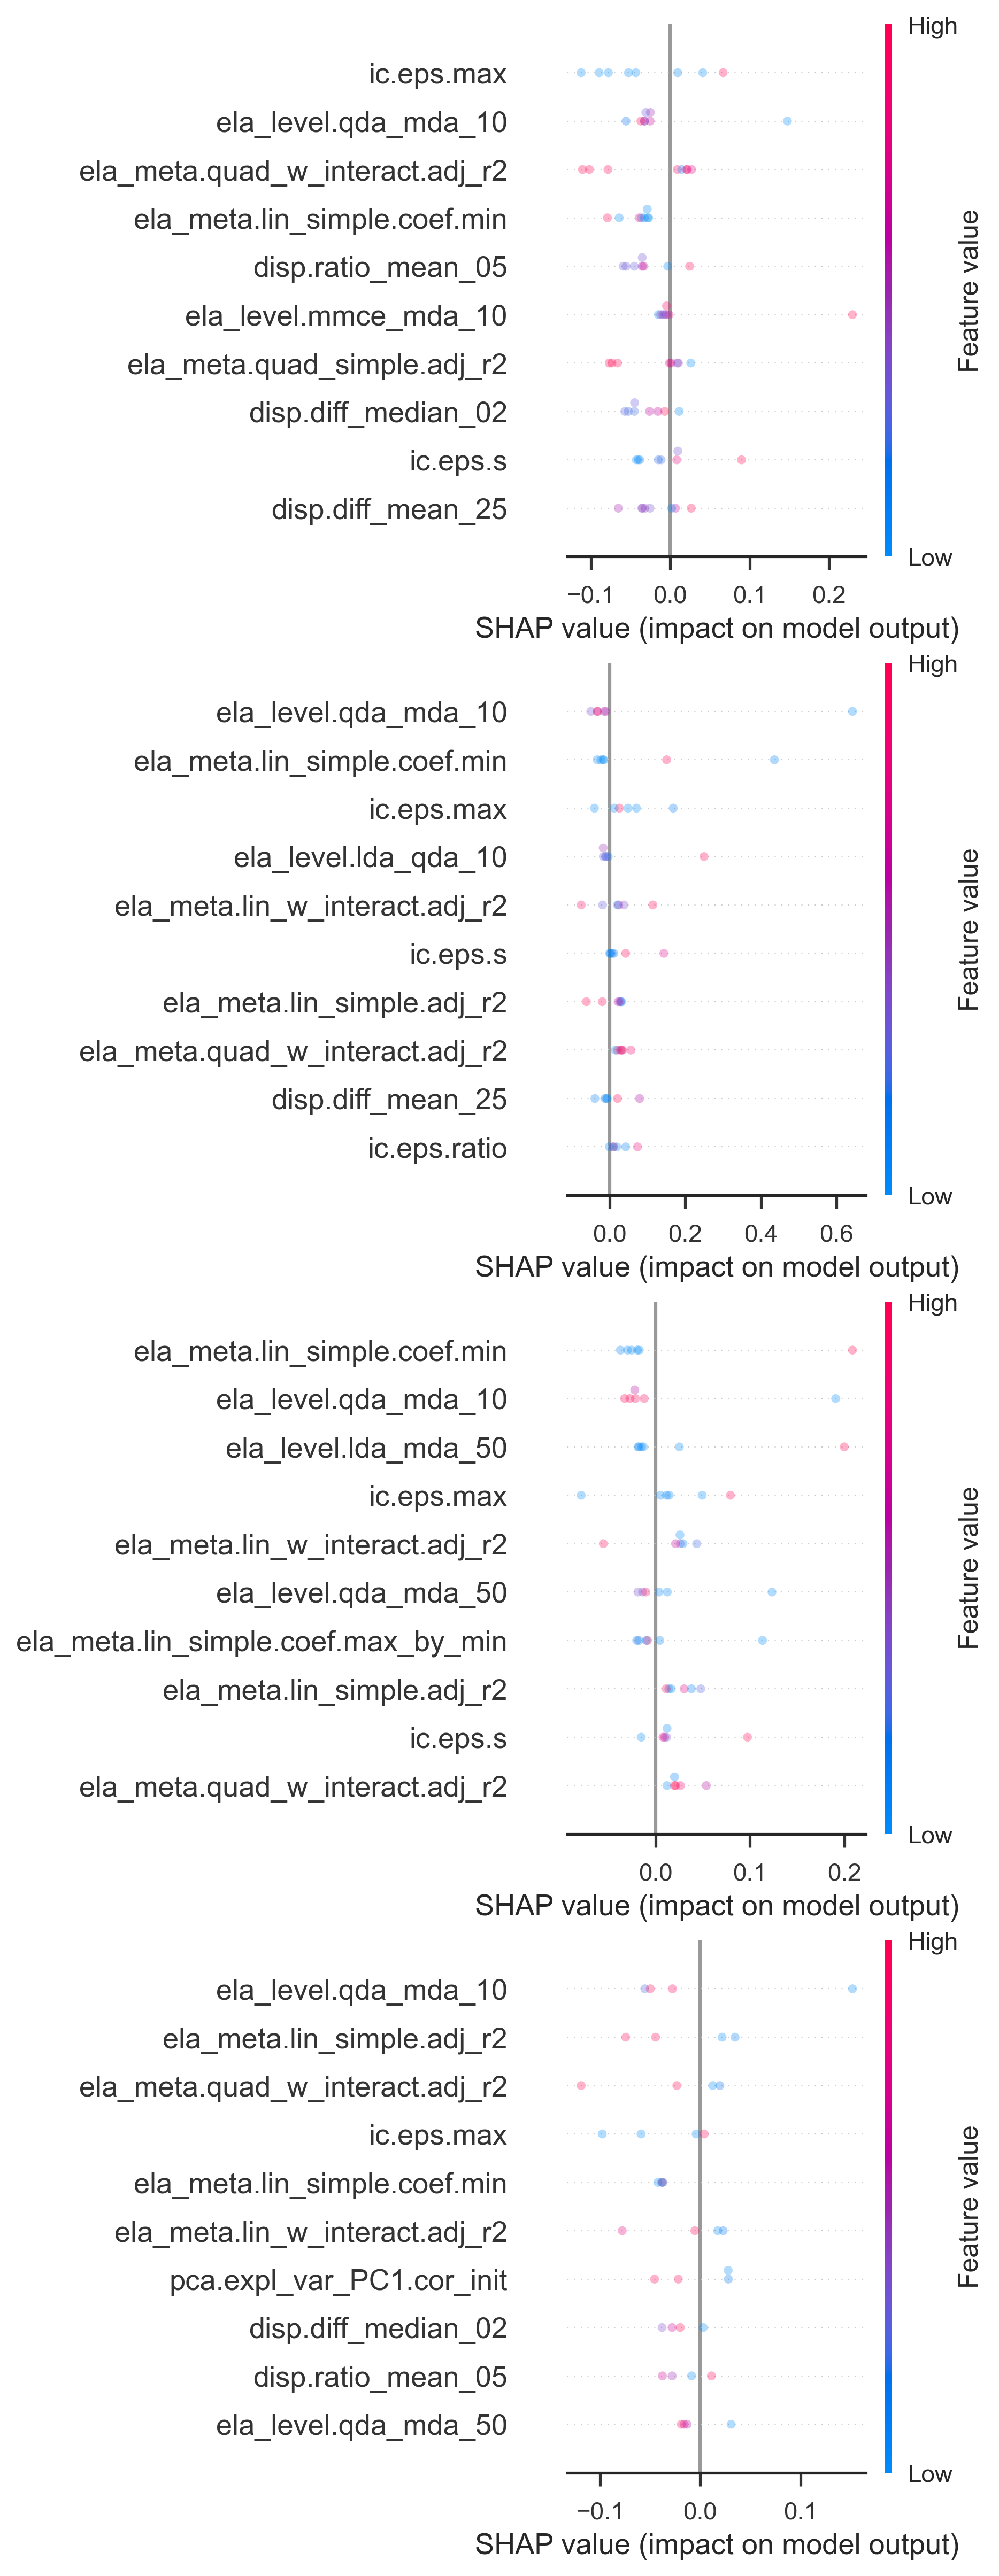 High
ic.eps.max
ela_level.qda_mda_10
ela_meta.quad_w_interact.adj_r2
ela_meta.lin_simple.coef.min
disp.ratio_mean_05
ela_level.mmce_mda_10
ela_meta.quad_simple.adj_r2
disp.diff_median_02
ic.eps.s
disp.diff_mean_25
Feature value
Low
−0.1 0.0 0.1 0.2
SHAP value (impact on model output)
High
ela_level.qda_mda_10
ela_meta.lin_simple.coef.min
ic.eps.max
ela_level.lda_qda_10
ela_meta.lin_w_interact.adj_r2
ic.eps.s
ela_meta.lin_simple.adj_r2
ela_meta.quad_w_interact.adj_r2
disp.diff_mean_25
ic.eps.ratio
Feature value
Low
0.0 0.2 0.4 0.6
SHAP value (impact on model output)
High
ela_meta.lin_simple.coef.min
ela_level.qda_mda_10
ela_level.lda_mda_50
ic.eps.max
ela_meta.lin_w_interact.adj_r2
ela_level.qda_mda_50
ela_meta.lin_simple.coef.max_by_min
ela_meta.lin_simple.adj_r2
ic.eps.s
ela_meta.quad_w_interact.adj_r2
Feature value
Low
0.0 0.1 0.2
SHAP value (impact on model output)
High
ela_level.qda_mda_10
ela_meta.lin_simple.adj_r2
ela_meta.quad_w_interact.adj_r2
ic.eps.max
ela_meta.lin_simple.coef.min
ela_meta.lin_w_interact.adj_r2
pca.expl_var_PC1.cor_init
disp.diff_median_02
disp.ratio_mean_05
ela_level.qda_mda_50
Feature value
Low
−0.1 0.0 0.1
SHAP value (impact on model output)